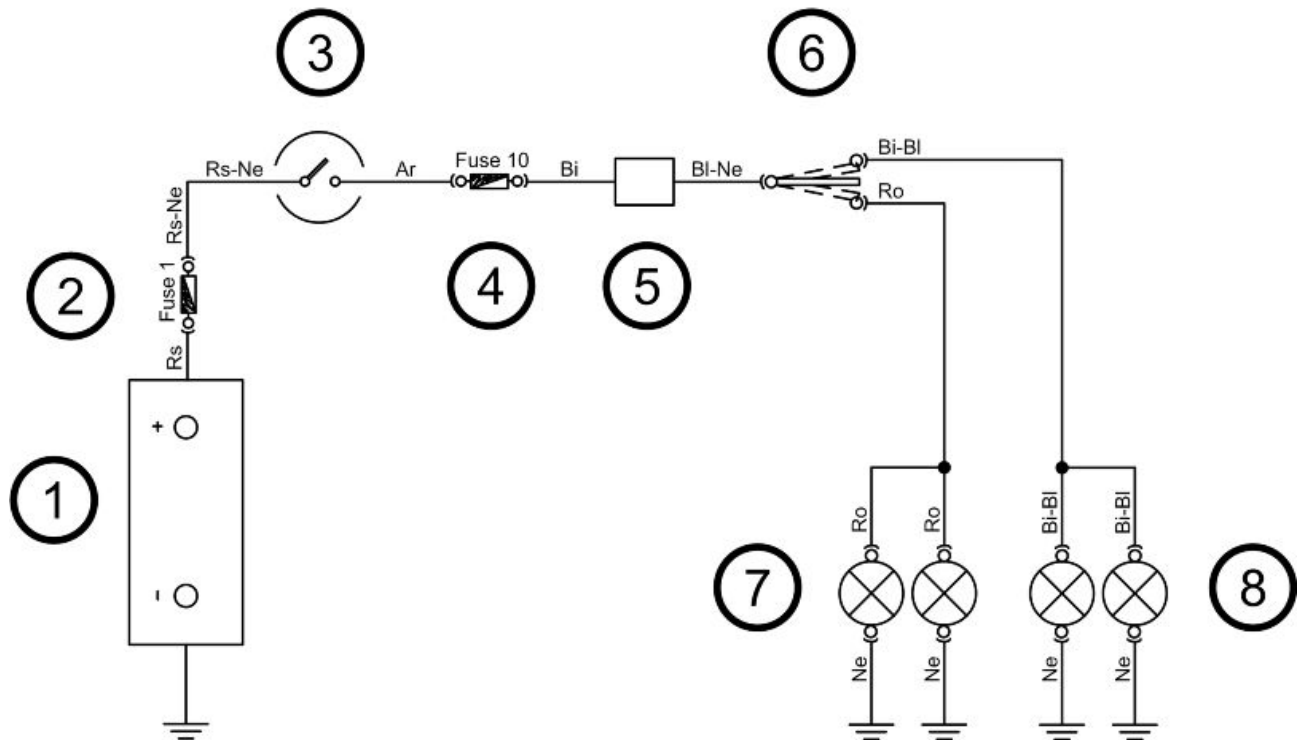 3
6
Rs-Ne
Ar
Fuse 10
Bi
Bl-Ne
Bi-Bl
Ro
Rs-Ne
2
Fuse 1
4
5
Rs
+
1
-
Ro
Ro
Bi-Bl
Bi-Bl
7
8
Ne
Ne
Ne
Ne